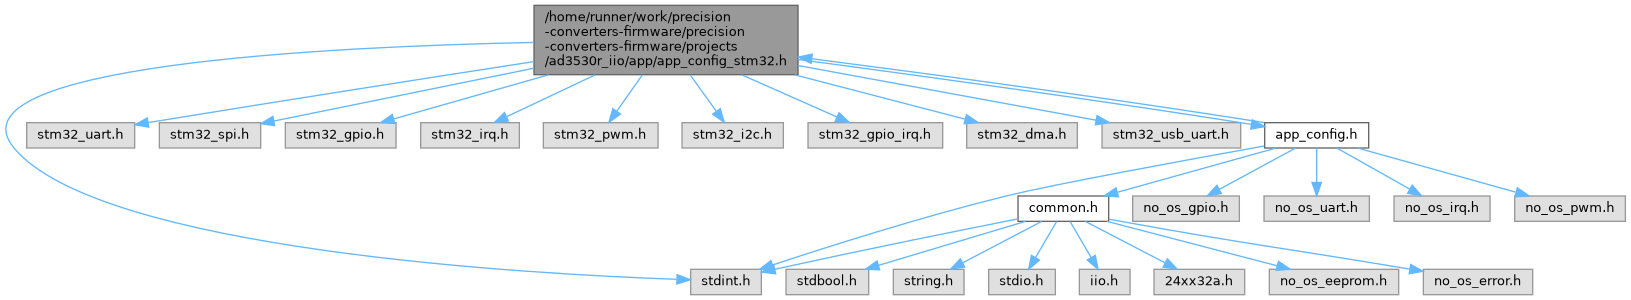 /home/runner/work/precision
-converters-firmware/precision
-converters-firmware/projects
/ad3530r_iio/app/app_config_stm32.h
stm32_uart.h
stm32_spi.h
stm32_gpio.h
stm32_irq.h
stm32_pwm.h
stm32_i2c.h
stm32_gpio_irq.h
stm32_dma.h
stm32_usb_uart.h
app_config.h
common.h
no_os_gpio.h
no_os_uart.h
no_os_irq.h
no_os_pwm.h
stdint.h
stdbool.h
string.h
stdio.h
iio.h
24xx32a.h
no_os_eeprom.h
no_os_error.h